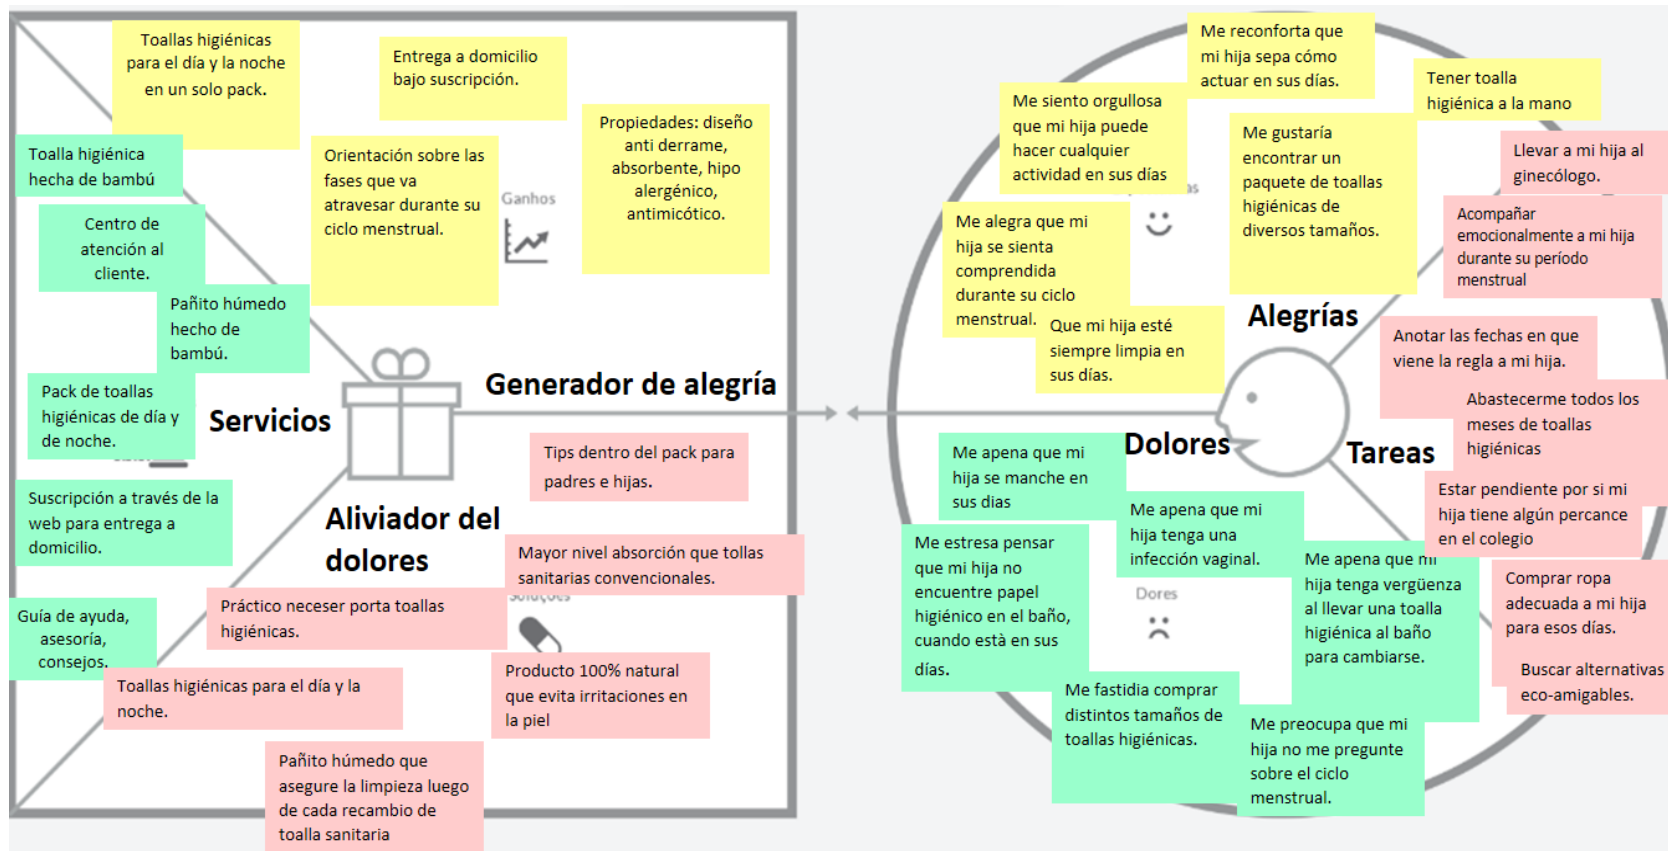 Toallas higiénicas
para el día y la noche
en un solo pack.
Entrega a domicilio
bajo suscripción.
Propiedades: diseño
anti derrame,
absorbente, hipo
alergénico,
antimicótico.
Orientación sobre las
fases que va
atravesar durante su
ciclo menstrual.
Ganhos
Toalla higiénica
hecha de bambú
Centro de
atención al
cliente.
Pañito húmedo
hecho de
bambú.
Pack de toallas
higiénicas de día y
de noche.
Servicios
Generador de alegría
Suscripción a través de la
web para entrega a
domicilio.
Guía de ayuda,
asesoría,
consejos.
Aliviador del
dolores
Tips dentro del pack para
padres e hijas.
Mayor nivel absorción que tollas
sanitarias convencionales.
Soluções
Práctico neceser porta toallas
higiénicas.
Producto 100% natural
que evita irritaciones en
la piel
Toallas higiénicas para el día y la
noche.
Pañito húmedo que
asegure la limpieza luego
de cada recambio de
toalla sanitaria
Me reconforta que
mi hija sepa cómo
actuar en sus días.
Tener toalla
higiénica a la mano
Me siento orgullosa
que mi hija puede
hacer cualquier
actividad en sus días
Me gustaría
encontrar un
paquete de toallas
higiénicas de
diversos tamaños.
as
Me alegra que mi
hija se sienta
comprendida
durante su ciclo
menstrual.
Que mi hija esté
siempre limpia en
sus días.
Alegrías
Llevar a mi hija al
ginecólogo.
Acompañar
emocionalmente a mi hija
durante su período
menstrual
Anotar las fechas en que
viene la regla a mi hija.
Abastecerme todos los
meses de toallas
higiénicas
Dolores
Tareas
Estar pendiente por si mi
hija tiene algún percance
en el colegio
Comprar ropa
adecuada a mi hija
para esos días.
Buscar alternativas
eco-amigables.
Me apena que mi
hija se manche en
sus dias
Me apena que mi
hija tenga una
infección vaginal.
Me estresa pensar
que mi hija no
encuentre papel
higiénico en el baño,
cuando està en sus
días.
Dores
Me apena que mi
hija tenga vergüenza
al llevar una toalla
higiénica al baño
para cambiarse.
Me fastidia comprar
distintos tamaños de
toallas higiénicas.
Me preocupa que mi
hija no me pregunte
sobre el ciclo
menstrual.